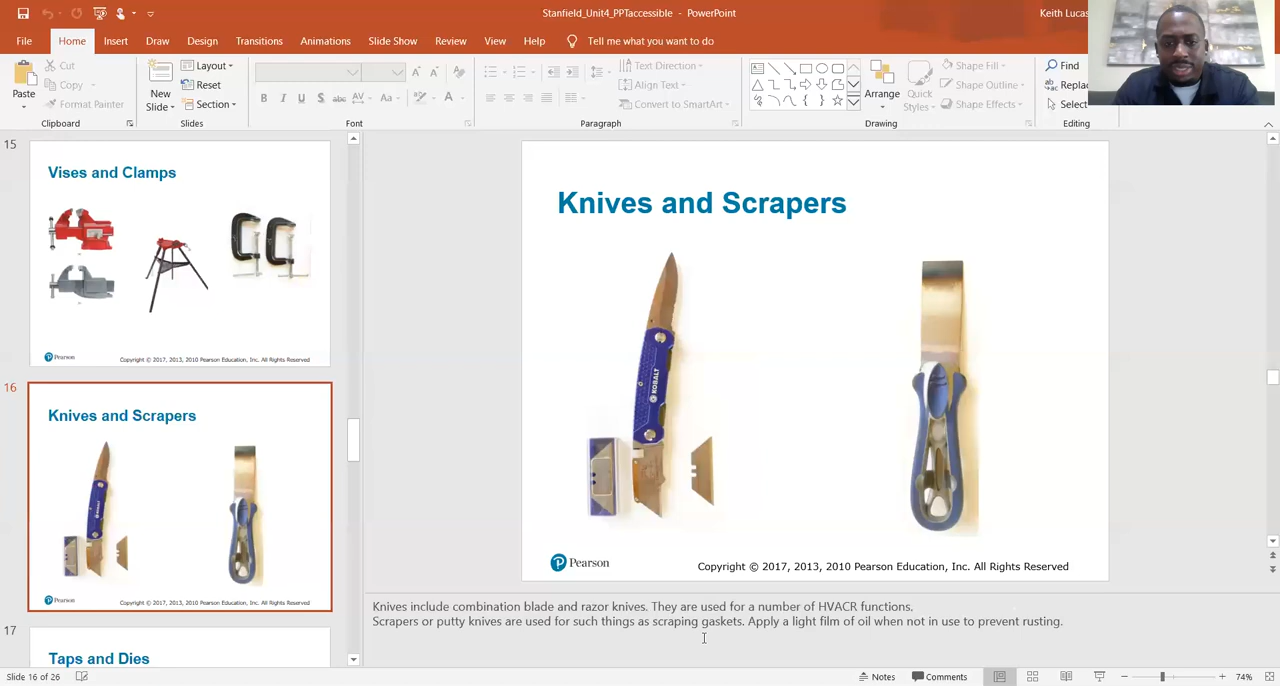 Stanfield_Unit4_PPTaccessible - PowerPoint
Keith Lucas
File Home Insert Draw Design Transitions Animations Slide Show Review View Help Tell me what you want to do
Paste
Cut
Copy
Format Painter
Clipboard
New Slide
Layout
Reset
Section
Slides
B I U S abc AV Aa A
Font
Text Direction
Align Text
Convert to SmartArt
Paragraph
Arrange
Quick Styles
Shape Fill
Shape Outline
Shape Effects
Drawing
Find
Replac
Select
Editing
15
Vises and Clamps
Pearson
Copyright © 2017, 2013, 2010 Pearson Education, Inc. All Rights Reserved
16
Knives and Scrapers
Pearson
Copyright © 2017, 2013, 2010 Pearson Education, Inc. All Rights Reserved
17
Taps and Dies
Knives and Scrapers
KOBALT
Pearson
Copyright © 2017, 2013, 2010 Pearson Education, Inc. All Rights Reserved
Knives include combination blade and razor knives. They are used for a number of HVACR functions.
Scrapers or putty knives are used for such things as scraping gaskets. Apply a light film of oil when not in use to prevent rusting.
Slide 16 of 26
Notes
Comments
74%